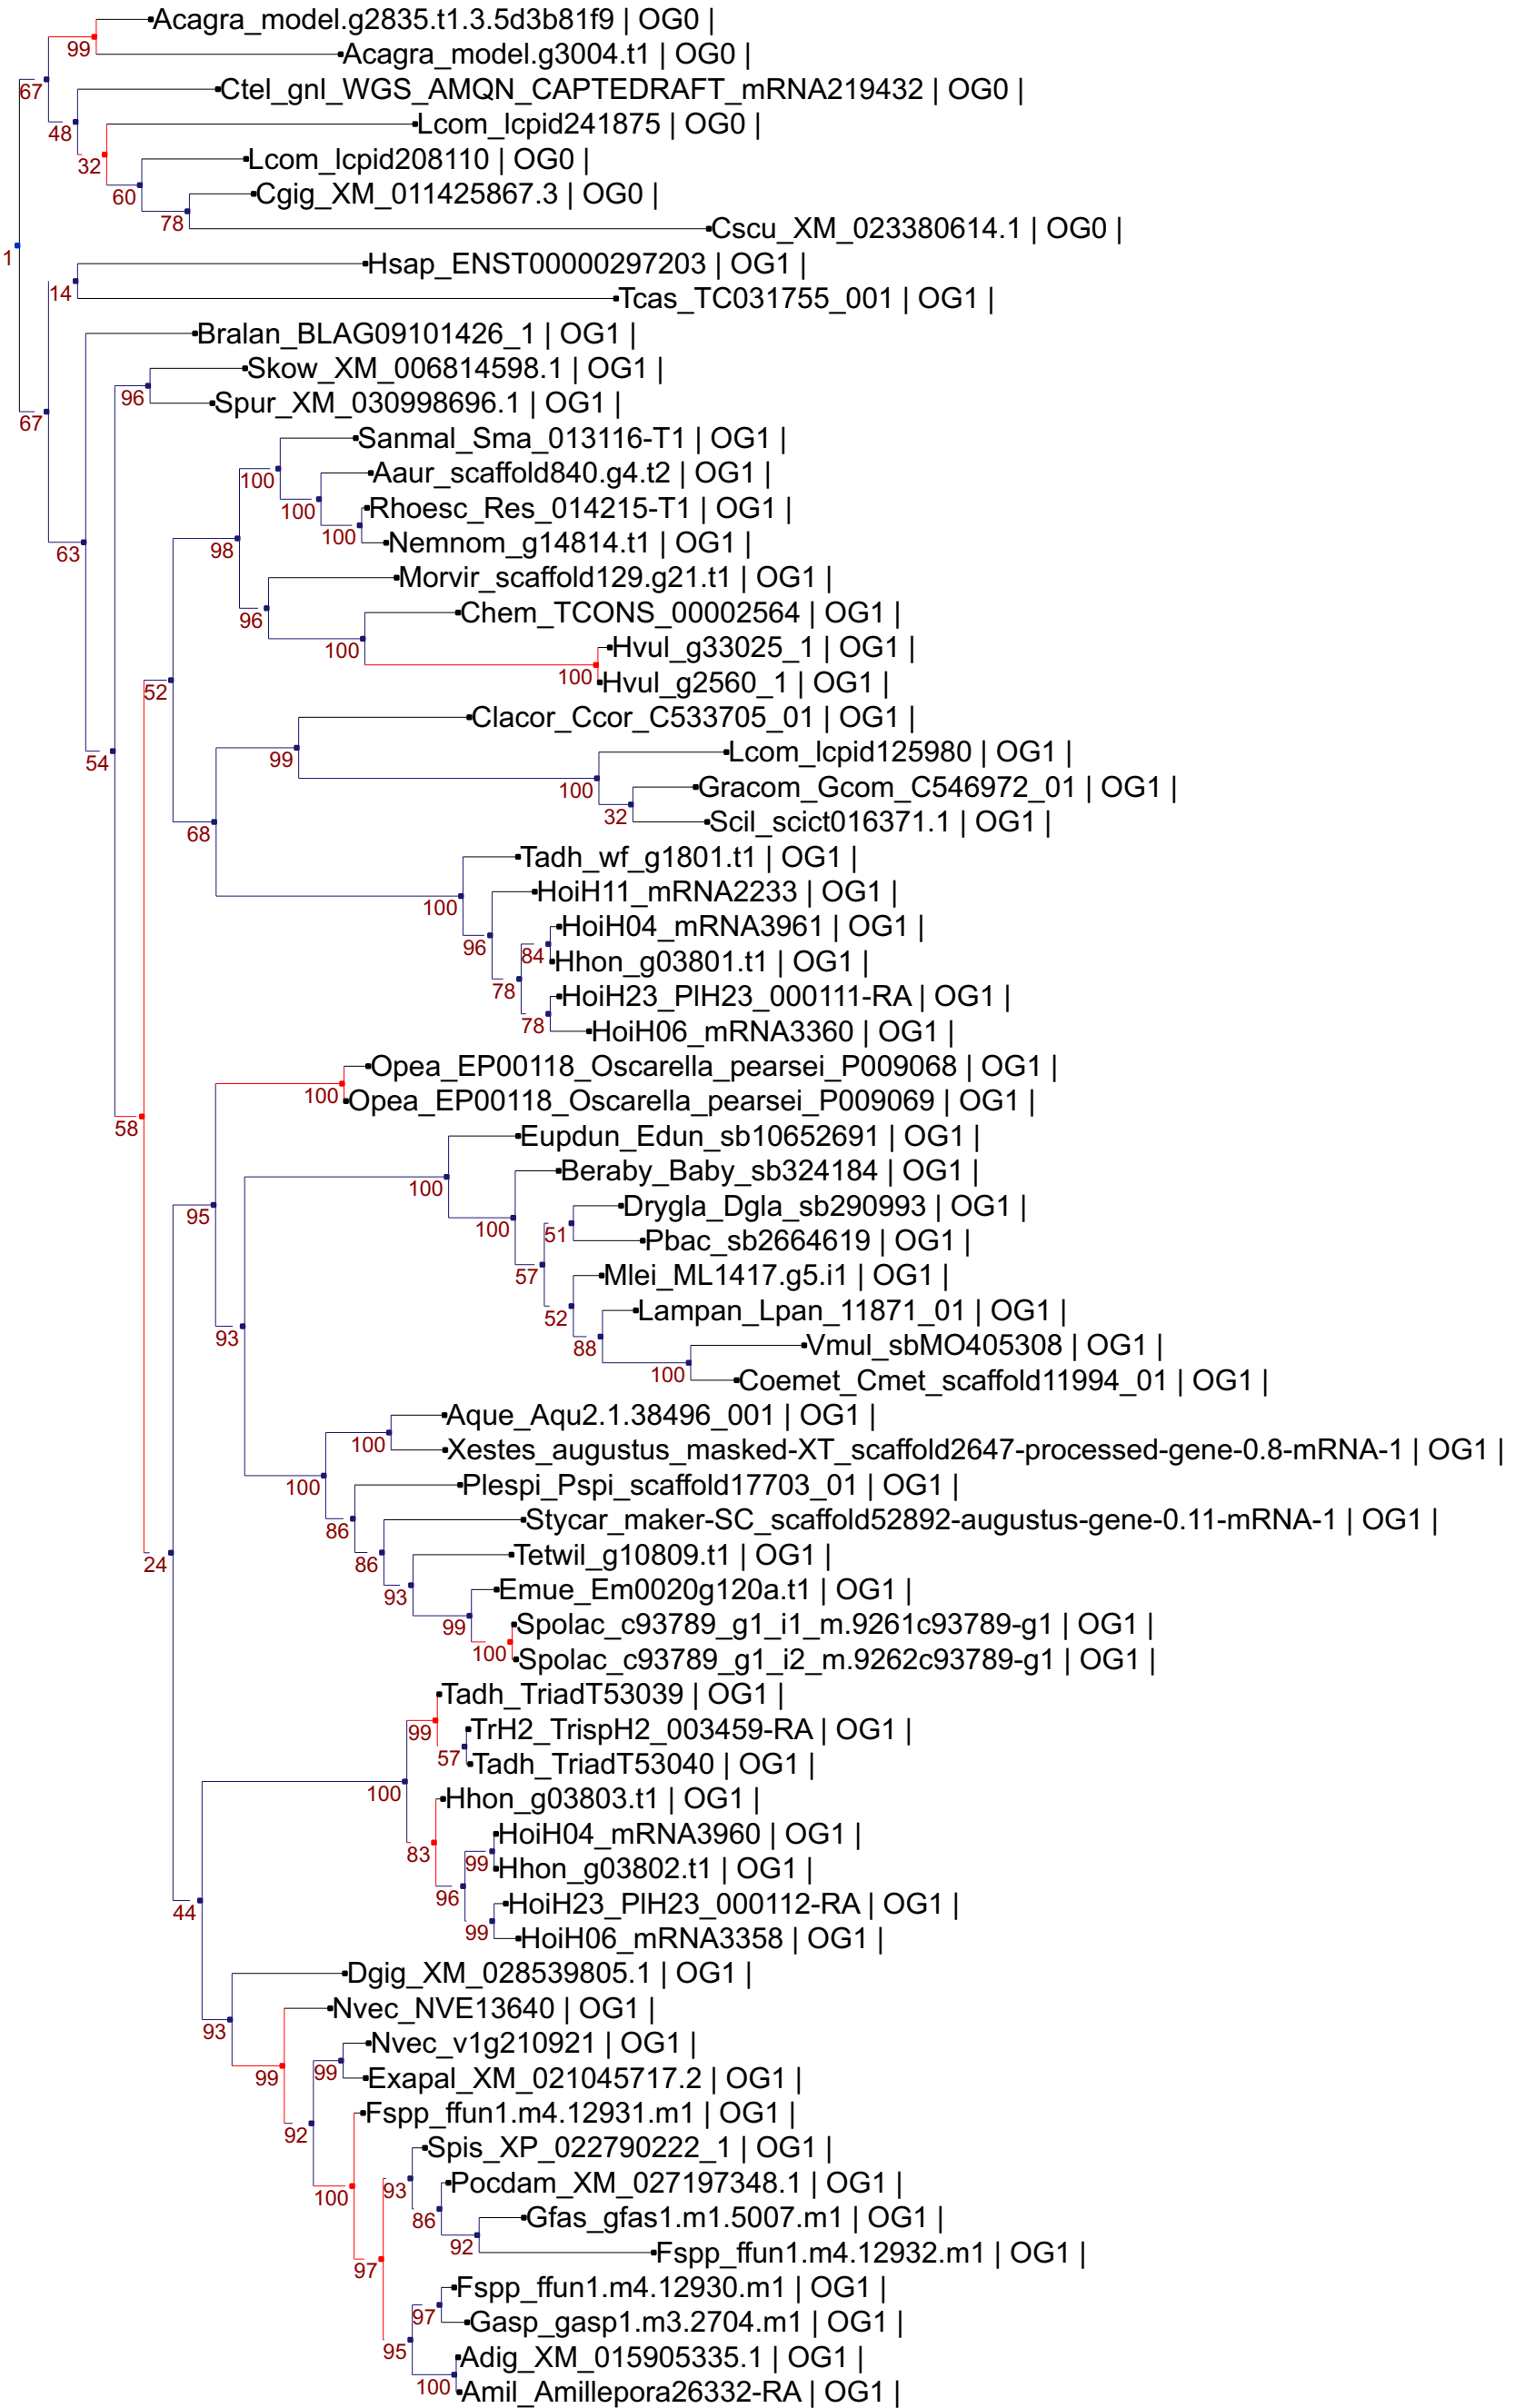 Acagra_model.g2835.t1.3.5d3b81f9 | OG0 |
99
Acagra_model.g3004.t1 | OG0 |
67
Ctel_gnl_WGS_AMQN_CAPTEDRAFT_mRNA219432 | OG0 |
48
Lcom_lcpid241875 | OG0 |
32
Lcom_lcpid208110 | OG0 |
60
Cgig_XM_011425867.3 | OG0 |
78
Cscu_XM_023380614.1 | OG0 |
1
Hsap_ENST00000297203 | OG1 |
14
Tcas_TC031755_001 | OG1 |
Bralan_BLAG09101426_1 | OG1 |
Skow_XM_006814598.1 | OG1 |
96
Spur_XM_030998696.1 | OG1 |
67
Sanmal_Sma_013116-T1 | OG1 |
Aaur_scaffold840.g4.t2 | OG1 |
100
Rhoesc_Res_014215-T1 | OG1 |
100
100
Nemnom_g14814.t1 | OG1 |
98
63
Morvir_scaffold129.g21.t1 | OG1 |
Chem_TCONS_00002564 | OG1 |
96
Hvul_g33025_1 | OG1 |
100
100
Hvul_g2560_1 | OG1 |
52
Clacor_Ccor_C533705_01 | OG1 |
Lcom_lcpid125980 | OG1 |
99
54
Gracom_Gcom_C546972_01 | OG1 |
100
32
Scil_scict016371.1 | OG1 |
68
Tadh_wf_g1801.t1 | OG1 |
HoiH11_mRNA2233 | OG1 |
100
HoiH04_mRNA3961 | OG1 |
96
84
Hhon_g03801.t1 | OG1 |
78
HoiH23_PlH23_000111-RA | OG1 |
78
HoiH06_mRNA3360 | OG1 |
Opea_EP00118_Oscarella_pearsei_P009068 | OG1 |
100
Opea_EP00118_Oscarella_pearsei_P009069 | OG1 |
58
Eupdun_Edun_sb10652691 | OG1 |
Beraby_Baby_sb324184 | OG1 |
100
Drygla_Dgla_sb290993 | OG1 |
95
100
51
Pbac_sb2664619 | OG1 |
57
Mlei_ML1417.g5.i1 | OG1 |
52
Lampan_Lpan_11871_01 | OG1 |
93
88
Vmul_sbMO405308 | OG1 |
100
Coemet_Cmet_scaffold11994_01 | OG1 |
Aque_Aqu2.1.38496_001 | OG1 |
100
Xestes_augustus_masked-XT_scaffold2647-processed-gene-0.8-mRNA-1 | OG1 |
100
Plespi_Pspi_scaffold17703_01 | OG1 |
86
Stycar_maker-SC_scaffold52892-augustus-gene-0.11-mRNA-1 | OG1 |
24
86
Tetwil_g10809.t1 | OG1 |
93
Emue_Em0020g120a.t1 | OG1 |
99
Spolac_c93789_g1_i1_m.9261c93789-g1 | OG1 |
100
Spolac_c93789_g1_i2_m.9262c93789-g1 | OG1 |
Tadh_TriadT53039 | OG1 |
99
TrH2_TrispH2_003459-RA | OG1 |
57
Tadh_TriadT53040 | OG1 |
100
Hhon_g03803.t1 | OG1 |
HoiH04_mRNA3960 | OG1 |
83
99
Hhon_g03802.t1 | OG1 |
96
HoiH23_PlH23_000112-RA | OG1 |
44
99
HoiH06_mRNA3358 | OG1 |
Dgig_XM_028539805.1 | OG1 |
Nvec_NVE13640 | OG1 |
93
Nvec_v1g210921 | OG1 |
99
99
Exapal_XM_021045717.2 | OG1 |
Fspp_ffun1.m4.12931.m1 | OG1 |
92
Spis_XP_022790222_1 | OG1 |
Pocdam_XM_027197348.1 | OG1 |
100
93
Gfas_gfas1.m1.5007.m1 | OG1 |
86
92
Fspp_ffun1.m4.12932.m1 | OG1 |
97
Fspp_ffun1.m4.12930.m1 | OG1 |
97
Gasp_gasp1.m3.2704.m1 | OG1 |
95
Adig_XM_015905335.1 | OG1 |
100
Amil_Amillepora26332-RA | OG1 |